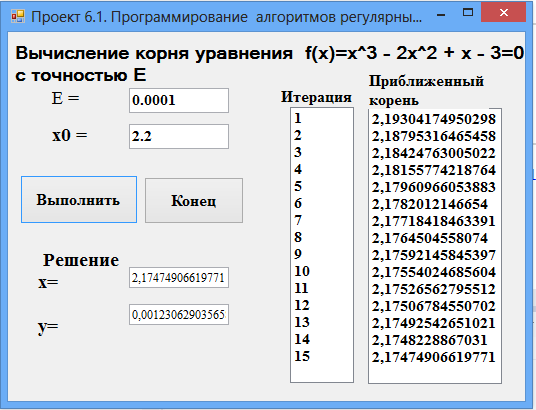 Проект 6.1. Программирование алгоритмов регулярны...
Вычисление корня уравнения f(x)=x^3 - 2x^2 + x - 3=0
с точностью E
E =
0.0001
x0 =
2.2
Выполнить
Конец
Решение
x=
2,17474906619771
y=
0,00123062903565
Итерация
1
2
3
4
5
6
7
8
9
10
11
12
13
14
15
Приближенный
корень
2,19304174950298
2,18795316465458
2,18424763005022
2,18155774218764
2,17960966053883
2,1782012146654
2,17718418463391
2,1764504558074
2,17592145845397
2,17554024685604
2,17526562795512
2,17506784550702
2,17492542651021
2,1748228867031
2,17474906619771